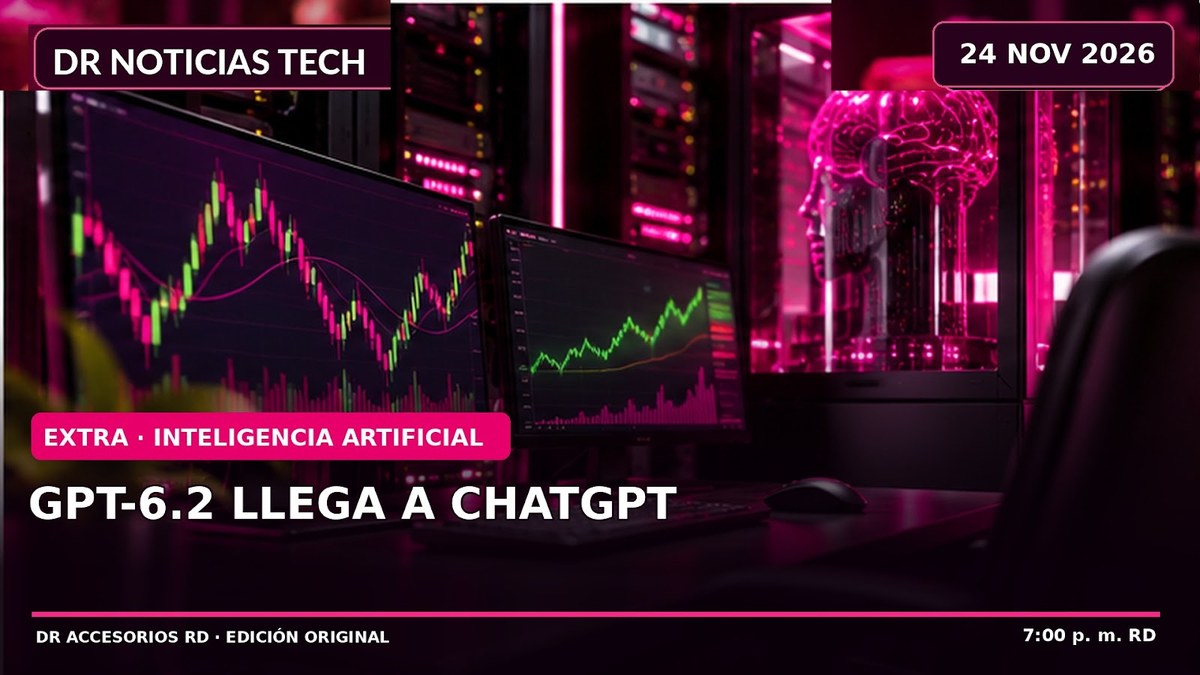 DR NOTICIAS TECH
24 NOV 2026
EXTRA · INTELIGENCIA ARTIFICIAL
GPT-6.2 LLEGA A CHATGPT
DR ACCESORIOS RD · EDICIÓN ORIGINAL
7:00 p. m. RD